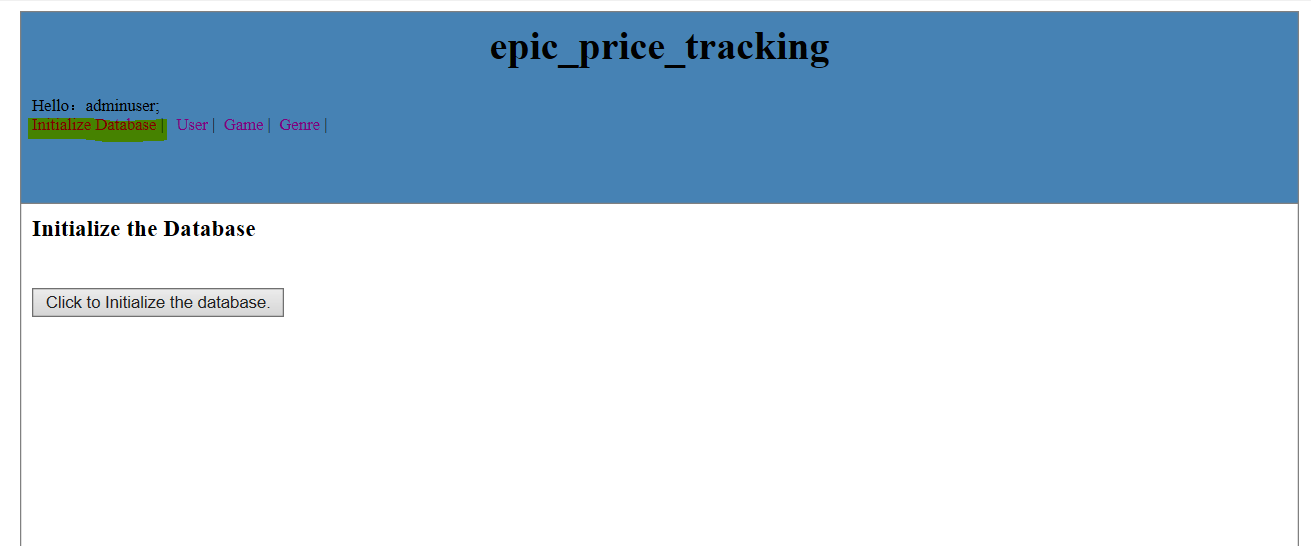 epic_price_tracking
Hello：adminuser;
Initialize Database | User | Game | Genre |
Initialize the Database
Click to Initialize the database.